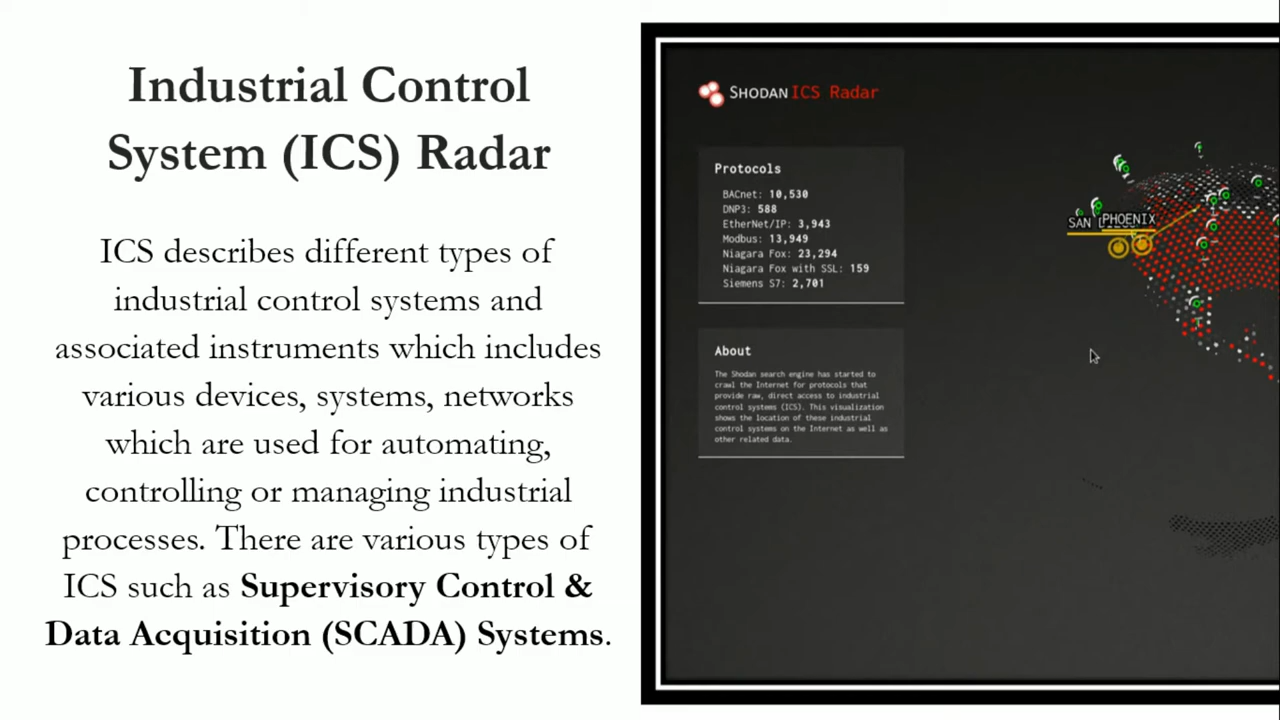 Industrial Control
System (ICS) Radar
ICS describes different types of
industrial control systems and
associated instruments which includes
various devices, systems, networks
which are used for automating,
controlling or managing industrial
processes. There are various types of
ICS such as Supervisory Control &
Data Acquisition (SCADA) Systems.
SHODAN ICS Radar
Protocols
BACnet: 10,530
DNP3: 588
EtherNet/IP: 3,943
Modbus: 13,949
Niagara Fox: 23,294
Niagara Fox with SSL: 159
Siemens S7: 2,701
About
The Shodan search engine has started to
crawl the Internet for protocols that
provide raw, direct access to industrial
control systems (ICS). This visualization
shows the location of these industrial
control systems on the Internet as well as
other related data.
SAN PHOENIX